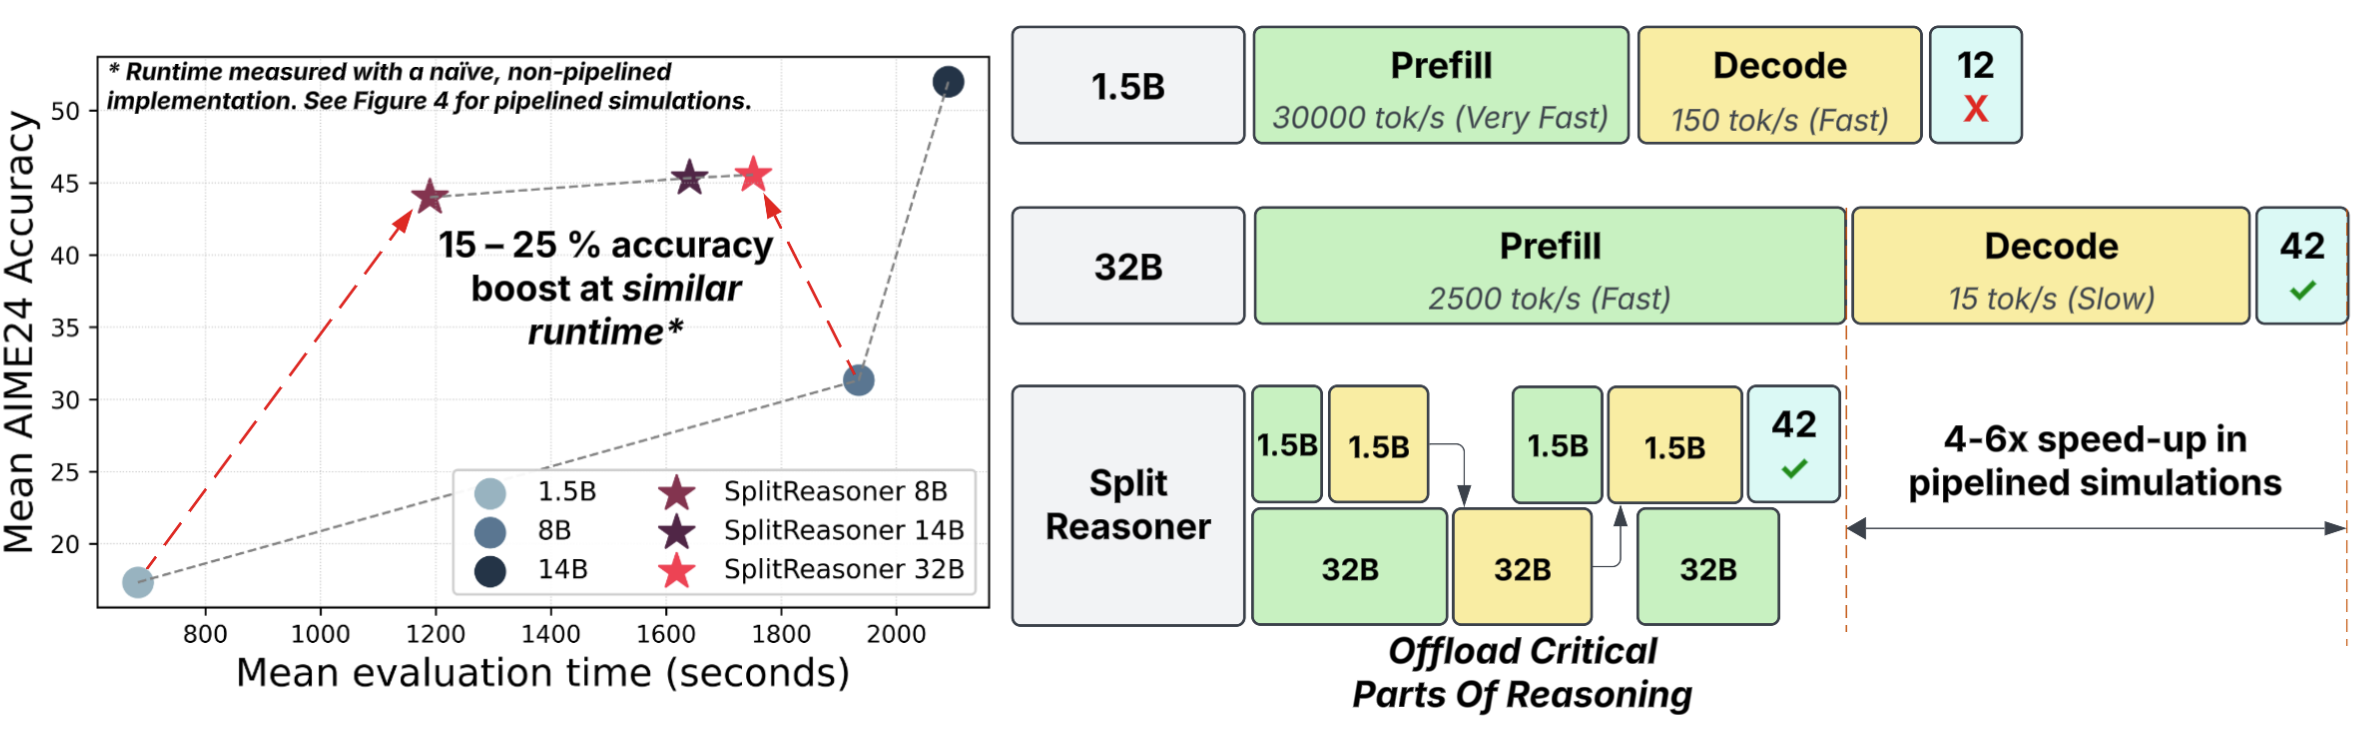 * Runtime measured with a naïve, non-pipelined
implementation. See Figure 4 for pipelined simulations.
Mean AIME24 Accuracy
50
45
40
35
30
25
20
15 – 25 % accuracy
boost at similar
runtime*
1.5B
8B
14B
SplitReasoner 8B
SplitReasoner 14B
SplitReasoner 32B
800 1000 1200 1400 1600 1800 2000
Mean evaluation time (seconds)
1.5B
Prefill
30000 tok/s (Very Fast)
Decode
150 tok/s (Fast)
12
X
32B
Prefill
2500 tok/s (Fast)
Decode
15 tok/s (Slow)
42
Split
Reasoner
1.5B
1.5B
1.5B
1.5B
42
32B
32B
32B
4-6x speed-up in
pipelined simulations
Offload Critical
Parts Of Reasoning